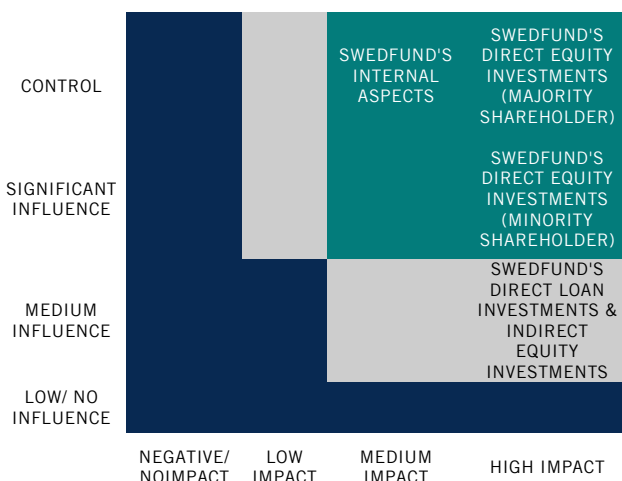 CONTROL
SWEDFUND'S
INTERNAL
ASPECTS
SWEDFUND'S
DIRECT EQUITY
INVESTMENTS
(MAJORITY
SHAREHOLDER)
SIGNIFICANT
INFLUENCE
SWEDFUND'S
DIRECT EQUITY
INVESTMENTS
(MINORITY
SHAREHOLDER)
MEDIUM
INFLUENCE
SWEDFUND'S
DIRECT LOAN
INVESTMENTS &
INDIRECT
EQUITY
INVESTMENTS
LOW/ NO
INFLUENCE
NEGATIVE/
NOIMPACT
LOW
IMPACT
MEDIUM
IMPACT
HIGH IMPACT